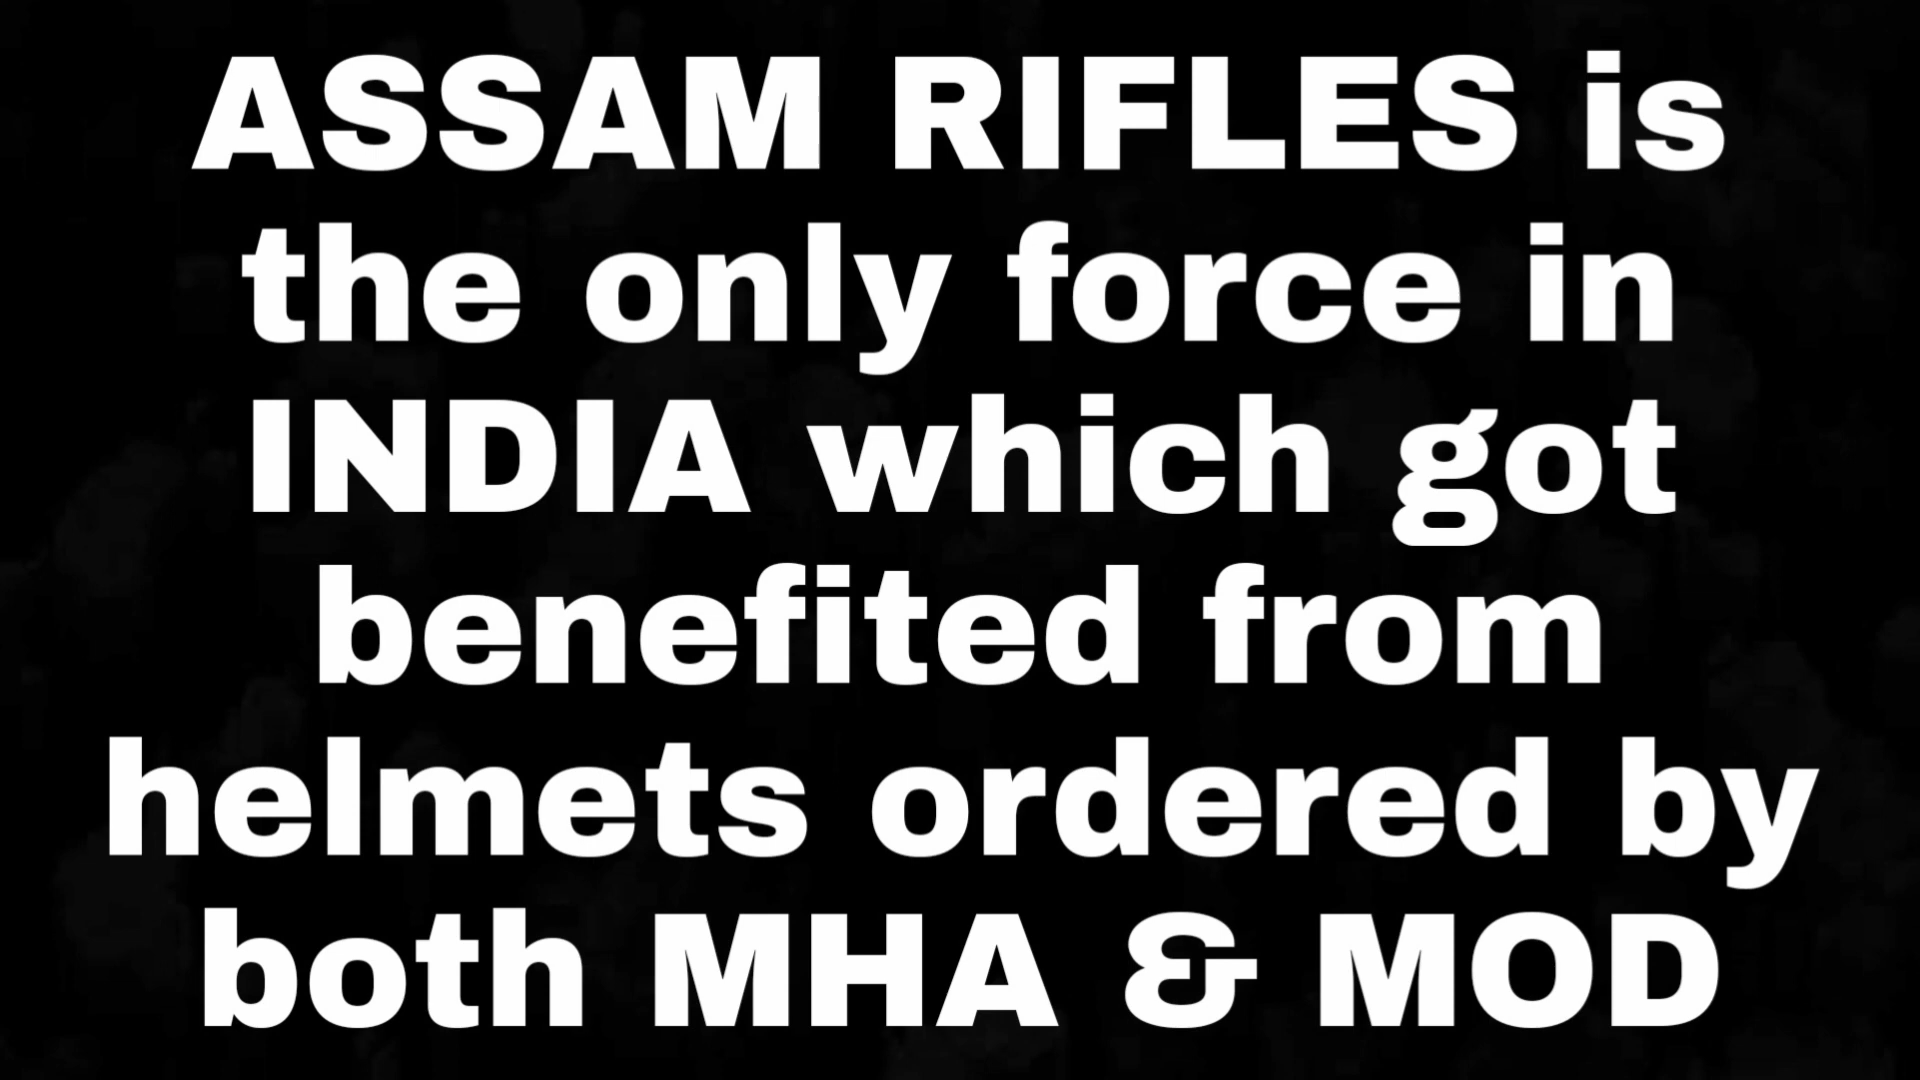 ASSAM RIFLES is
the only force in
INDIA which got
benefited from
helmets ordered by
both MHA & MOD